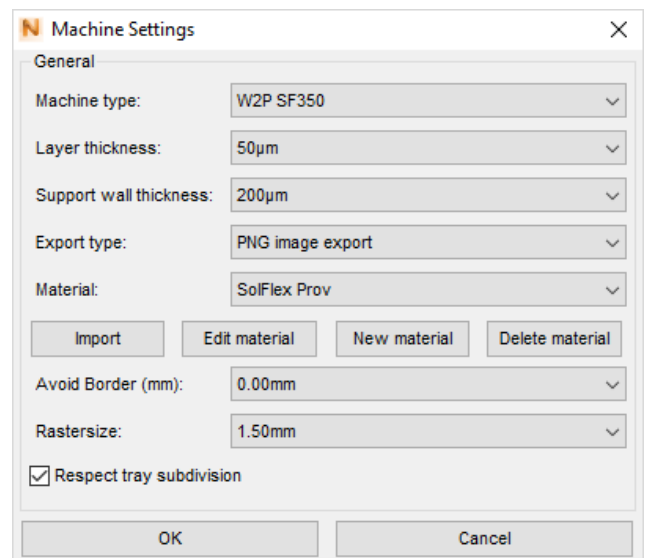 N Machine Settings
General
Machine type: W2P SF350
Layer thickness: 50µm
Support wall thickness: 200µm
Export type: PNG image export
Material: SolFlex Prov
Import Edit material New material Delete material
Avoid Border (mm): 0.00mm
Rastersize: 1.50mm
Respect tray subdivision
OK Cancel